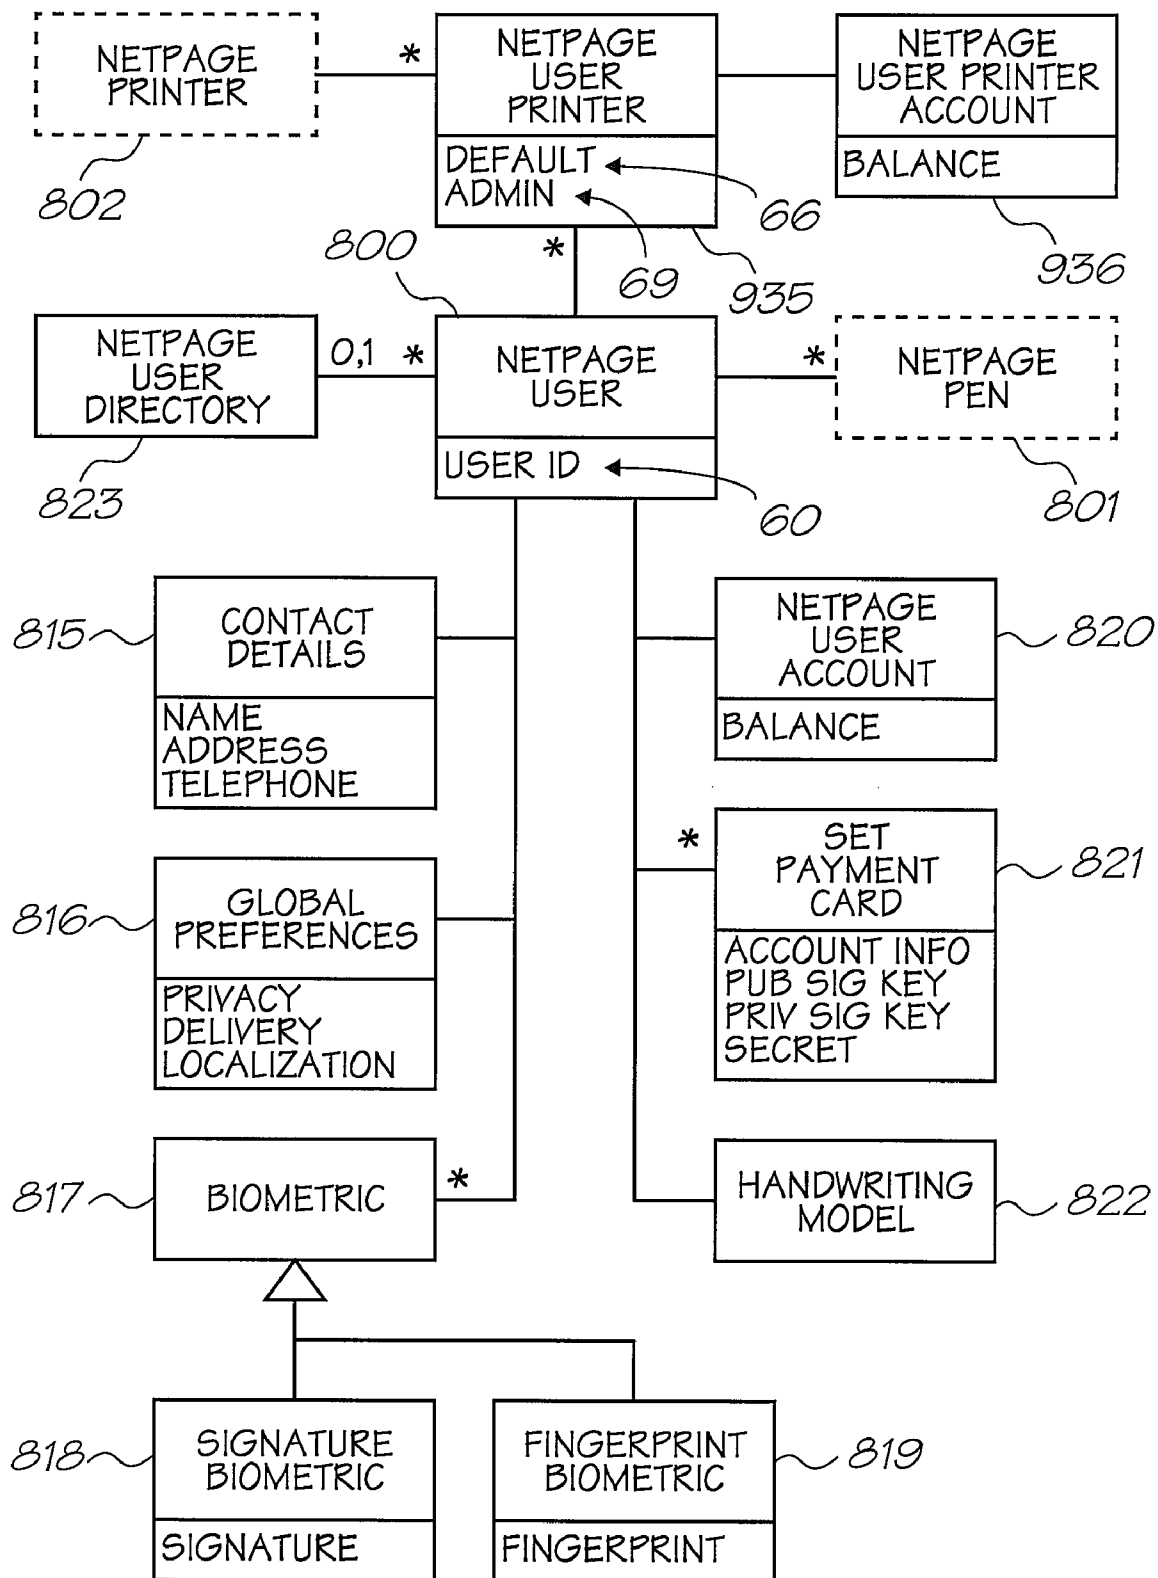 NETPAGE
PRINTER
802
*
NETPAGE
USER
PRINTER
DEFAULT
ADMIN
66
69
935
NETPAGE
USER PRINTER
ACCOUNT
BALANCE
936
*
800
NETPAGE
USER
DIRECTORY
823
0,1 *
NETPAGE
USER
USER ID
60
*
NETPAGE
PEN
801
815
CONTACT
DETAILS
NAME
ADDRESS
TELEPHONE
NETPAGE
USER
ACCOUNT
BALANCE
820
816
GLOBAL
PREFERENCES
PRIVACY
DELIVERY
LOCALIZATION
*
SET
PAYMENT
CARD
ACCOUNT INFO
PUB SIG KEY
PRIV SIG KEY
SECRET
821
817
BIOMETRIC
*
HANDWRITING
MODEL
822
818
SIGNATURE
BIOMETRIC
SIGNATURE
FINGERPRINT
BIOMETRIC
FINGERPRINT
819